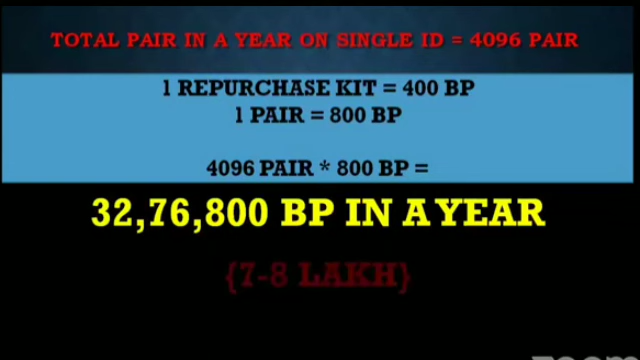 TOTAL PAIR IN A YEAR ON SINGLE ID = 4096 PAIR
1 REPURCHASE KIT = 400 BP
1 PAIR = 800 BP
4096 PAIR * 800 BP =
32,76,800 BP IN A YEAR
{7-8 LAKH}
zoom